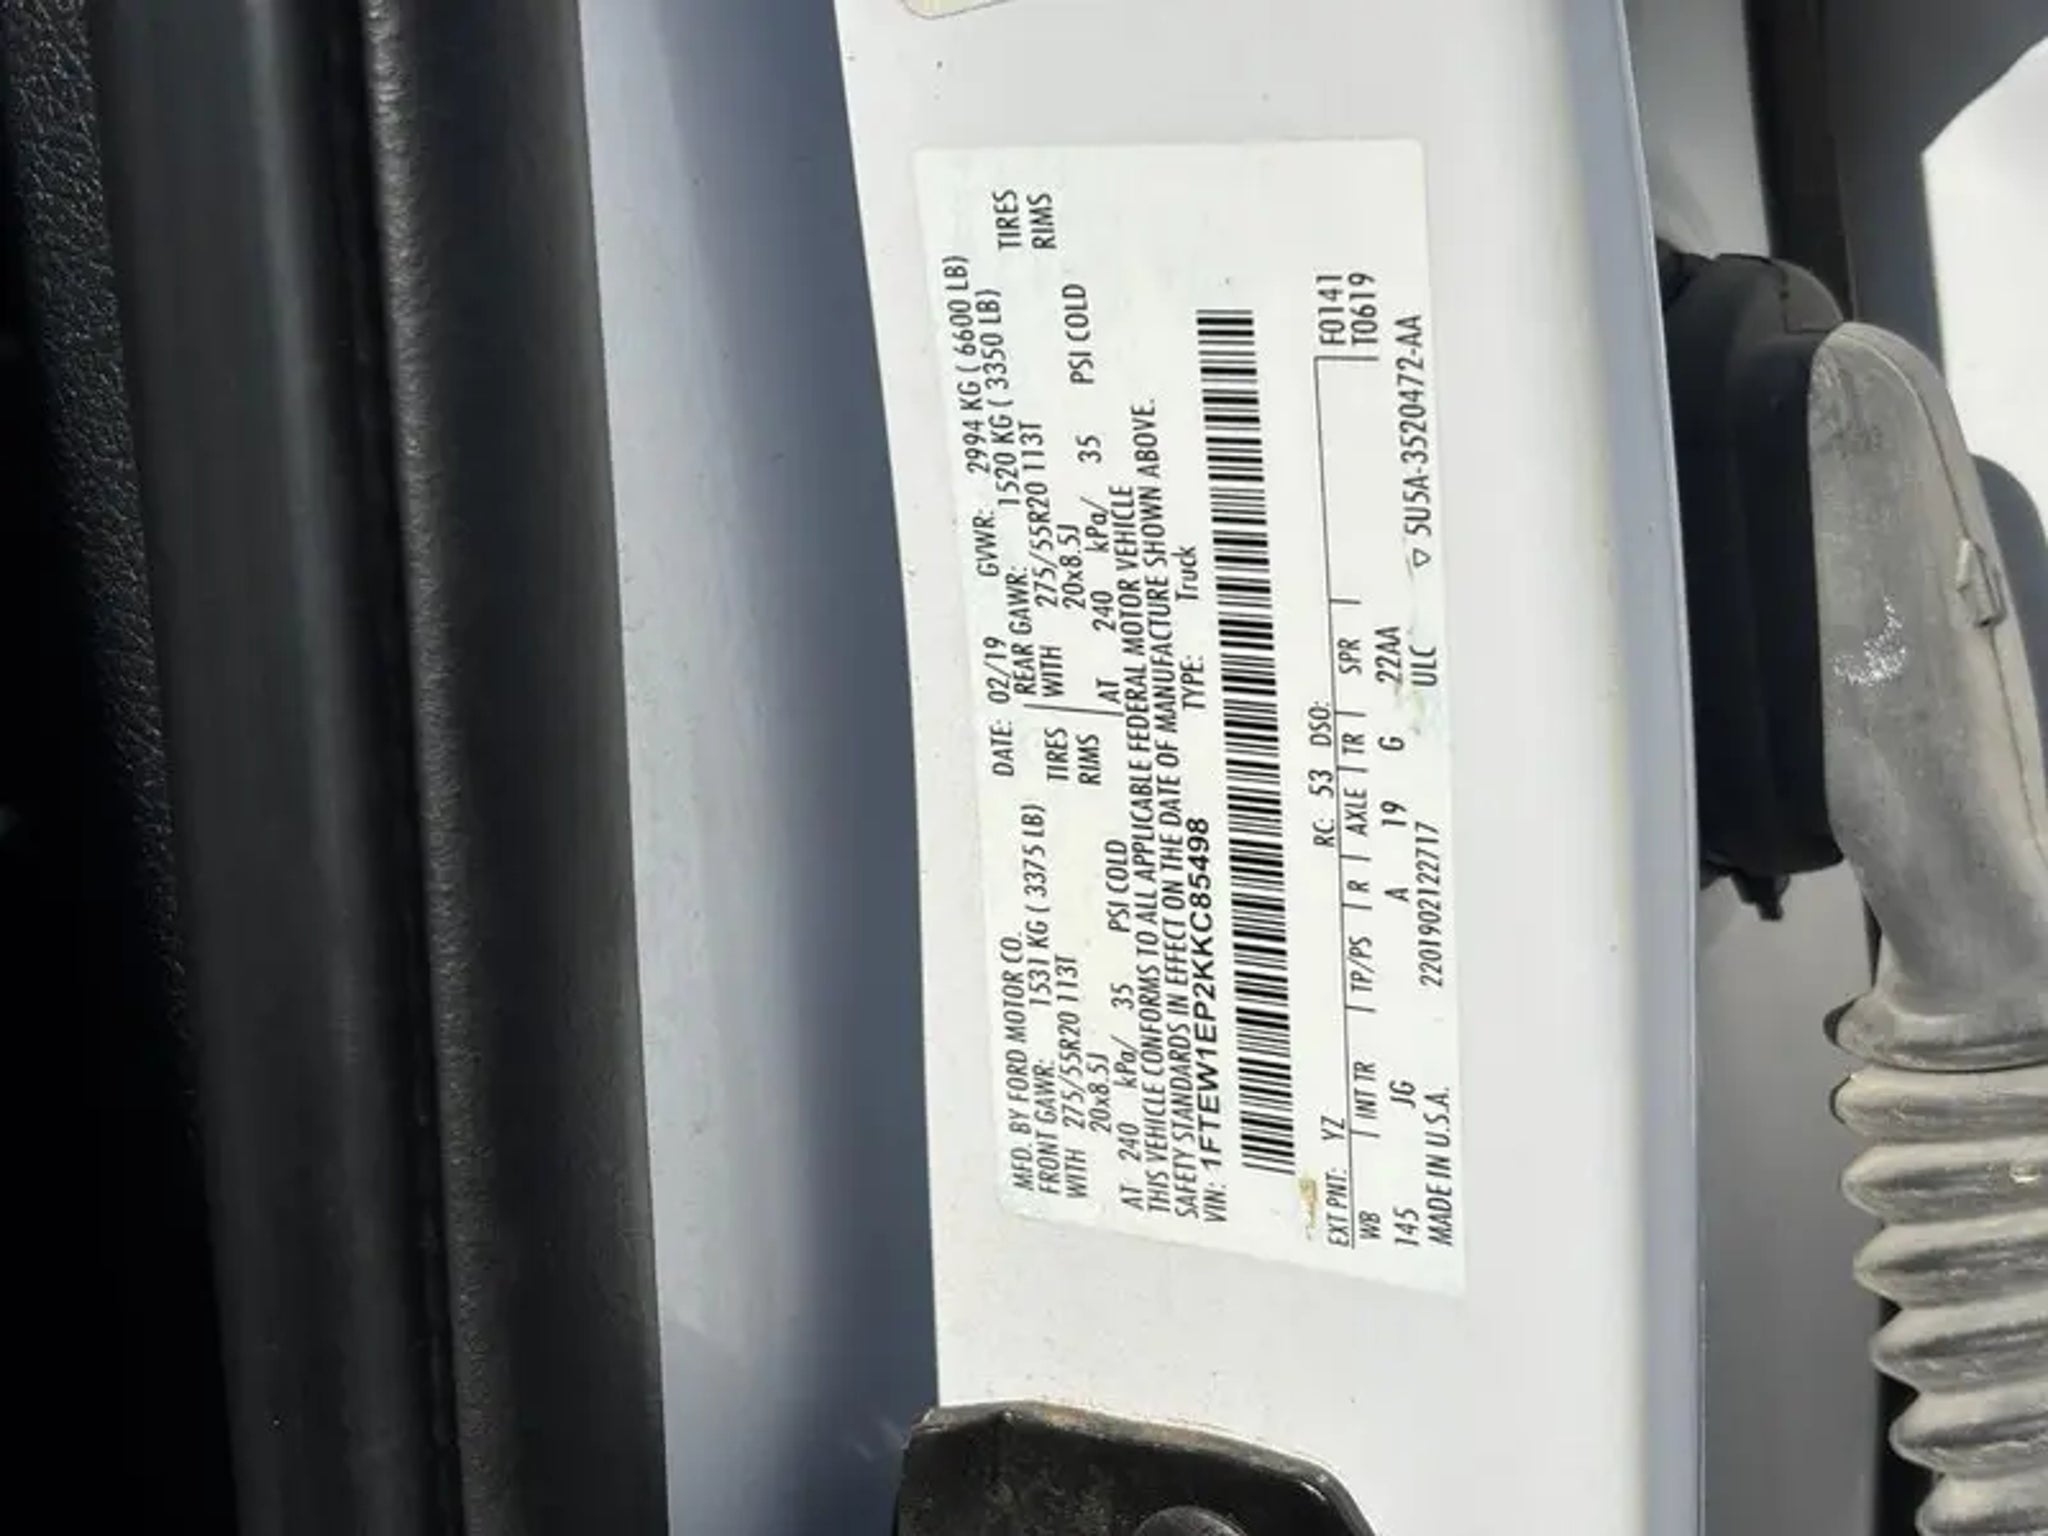 MFD. BY FORD MOTOR CO. DATE: 02/19 GVWR: 2994 KG ( 6600 LB)
FRONT GAWR: 1531 KG ( 3375 LB) REAR GAWR: 1520 KG ( 3350 LB)
WITH 275/55R20 113T TIRES WITH 275/55R20 113T TIRES
20x8.5J RIMS 20x8.5J RIMS
AT 240 kPa/ 35 PSI COLD AT 240 kPa/ 35 PSI COLD
THIS VEHICLE CONFORMS TO ALL APPLICABLE FEDERAL MOTOR VEHICLE
SAFETY STANDARDS IN EFFECT ON THE DATE OF MANUFACTURE SHOWN ABOVE.
VIN: 1FTEW1EP2KKC85498 TYPE: Truck
EXT PNT: YZ RC: 53 DSO: F0141
WB INT TR TP/PS R AXLE TR SPR T0619
145 JG A 19 G 22AA
MADE IN U.S.A. 220190212271​7 ULC ▽ 5U5A-3520472-AA